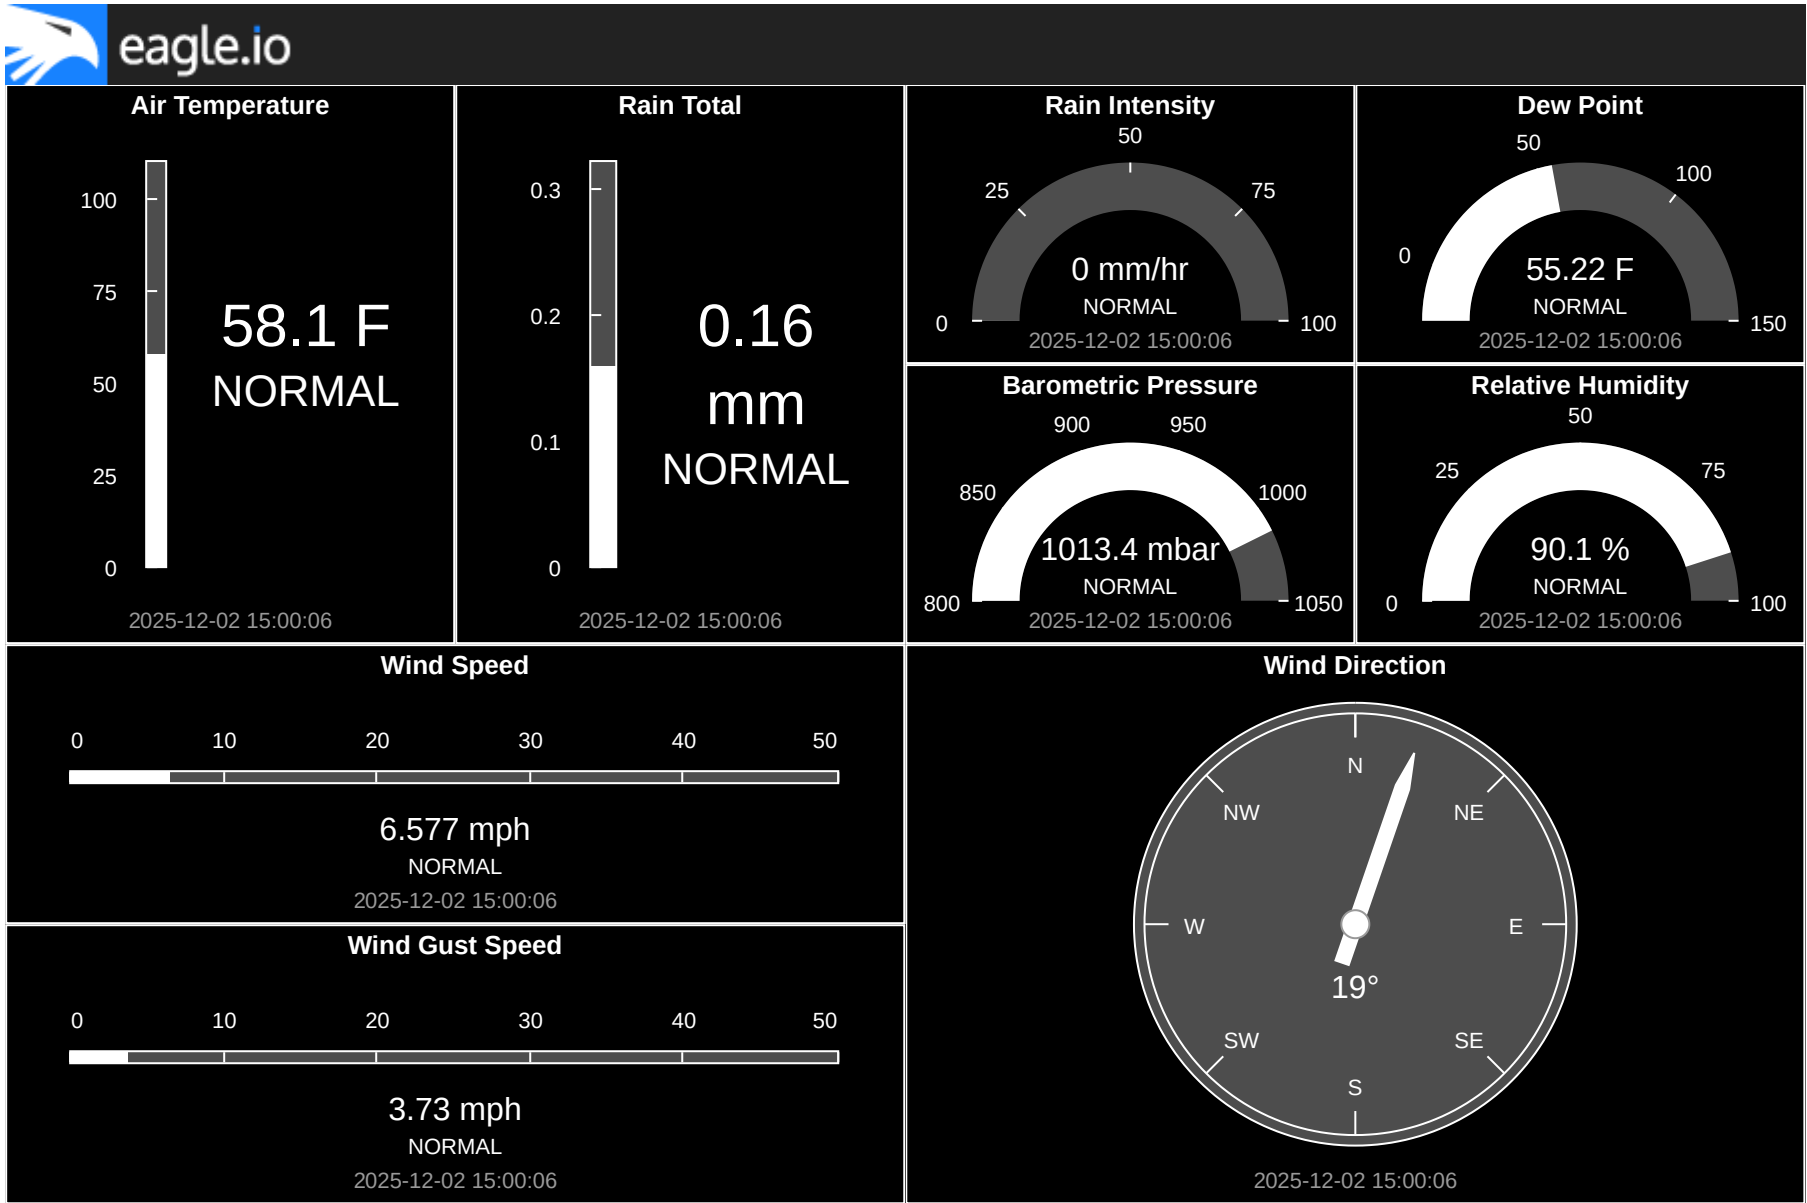 eagle.io
Air Temperature
100
75
50
25
0
58.1 F
NORMAL
2025-12-02 15:00:06
Rain Total
0.3
0.2
0.1
0
0.16
mm
NORMAL
2025-12-02 15:00:06
Rain Intensity
50
25
75
0
100
0 mm/hr
NORMAL
2025-12-02 15:00:06
Dew Point
50
100
0
150
55.22 F
NORMAL
2025-12-02 15:00:06
Barometric Pressure
900
950
850
1000
800
1050
1013.4 mbar
NORMAL
2025-12-02 15:00:06
Relative Humidity
50
25
75
0
100
90.1 %
NORMAL
2025-12-02 15:00:06
Wind Speed
0 10 20 30 40 50
6.577 mph
NORMAL
2025-12-02 15:00:06
Wind Gust Speed
0 10 20 30 40 50
3.73 mph
NORMAL
2025-12-02 15:00:06
Wind Direction
N
NW NE
W E
19°
SW SE
S
2025-12-02 15:00:06